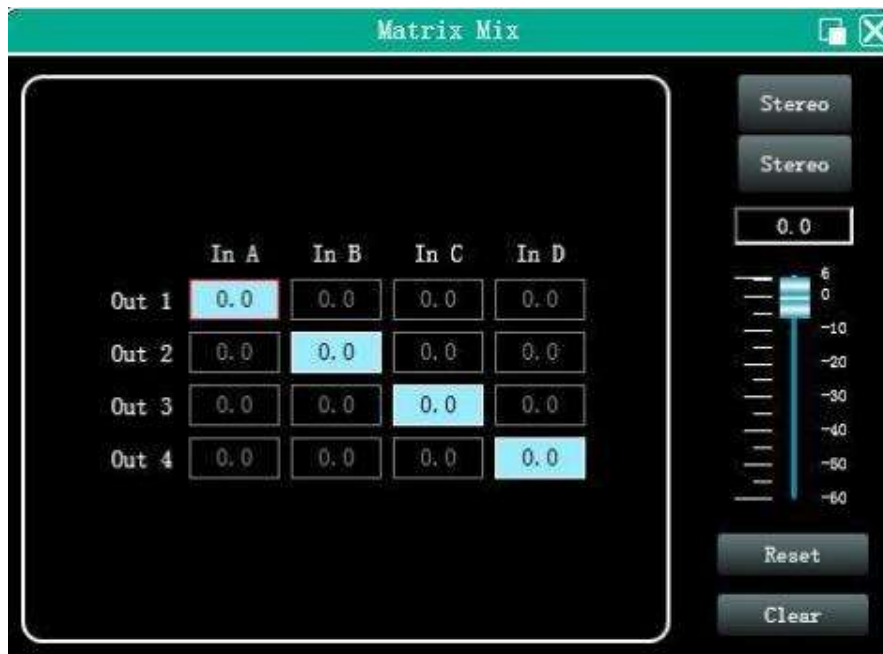 Matrix Mix
Stereo
Stereo
0.0
In A In B In C In D
Out 1 0.0 0.0 0.0 0.0
Out 2 0.0 0.0 0.0 0.0
Out 3 0.0 0.0 0.0 0.0
Out 4 0.0 0.0 0.0 0.0
6
0
-10
-20
-30
-40
-50
-60
Reset
Clear